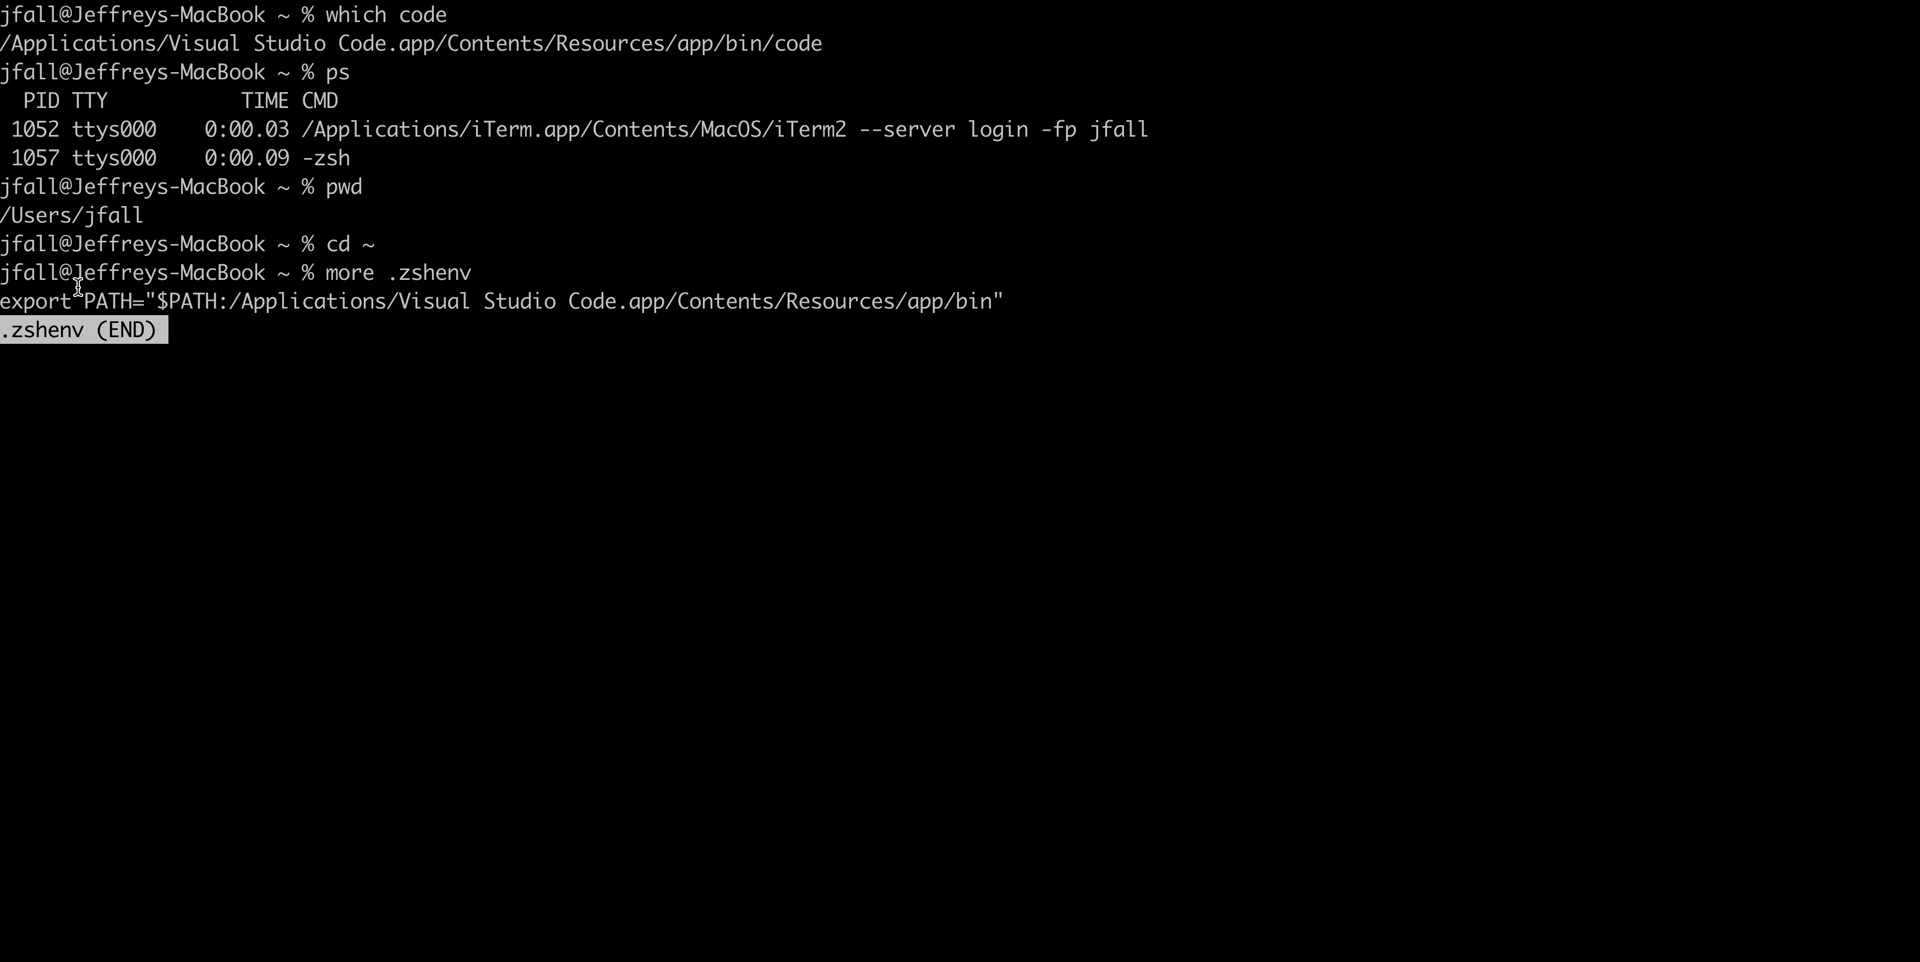 jfall@Jeffreys-MacBook ~ % which code
/Applications/Visual Studio Code.app/Contents/Resources/app/bin/code
jfall@Jeffreys-MacBook ~ % ps
  PID TTY           TIME CMD
 1052 ttys000    0:00.03 /Applications/iTerm.app/Contents/MacOS/iTerm2 --server login -fp jfall
 1057 ttys000    0:00.09 -zsh
jfall@Jeffreys-MacBook ~ % pwd
/Users/jfall
jfall@Jeffreys-MacBook ~ % cd ~
jfall@Jeffreys-MacBook ~ % more .zshenv
export PATH="$PATH:/Applications/Visual Studio Code.app/Contents/Resources/app/bin"
.zshenv (END)